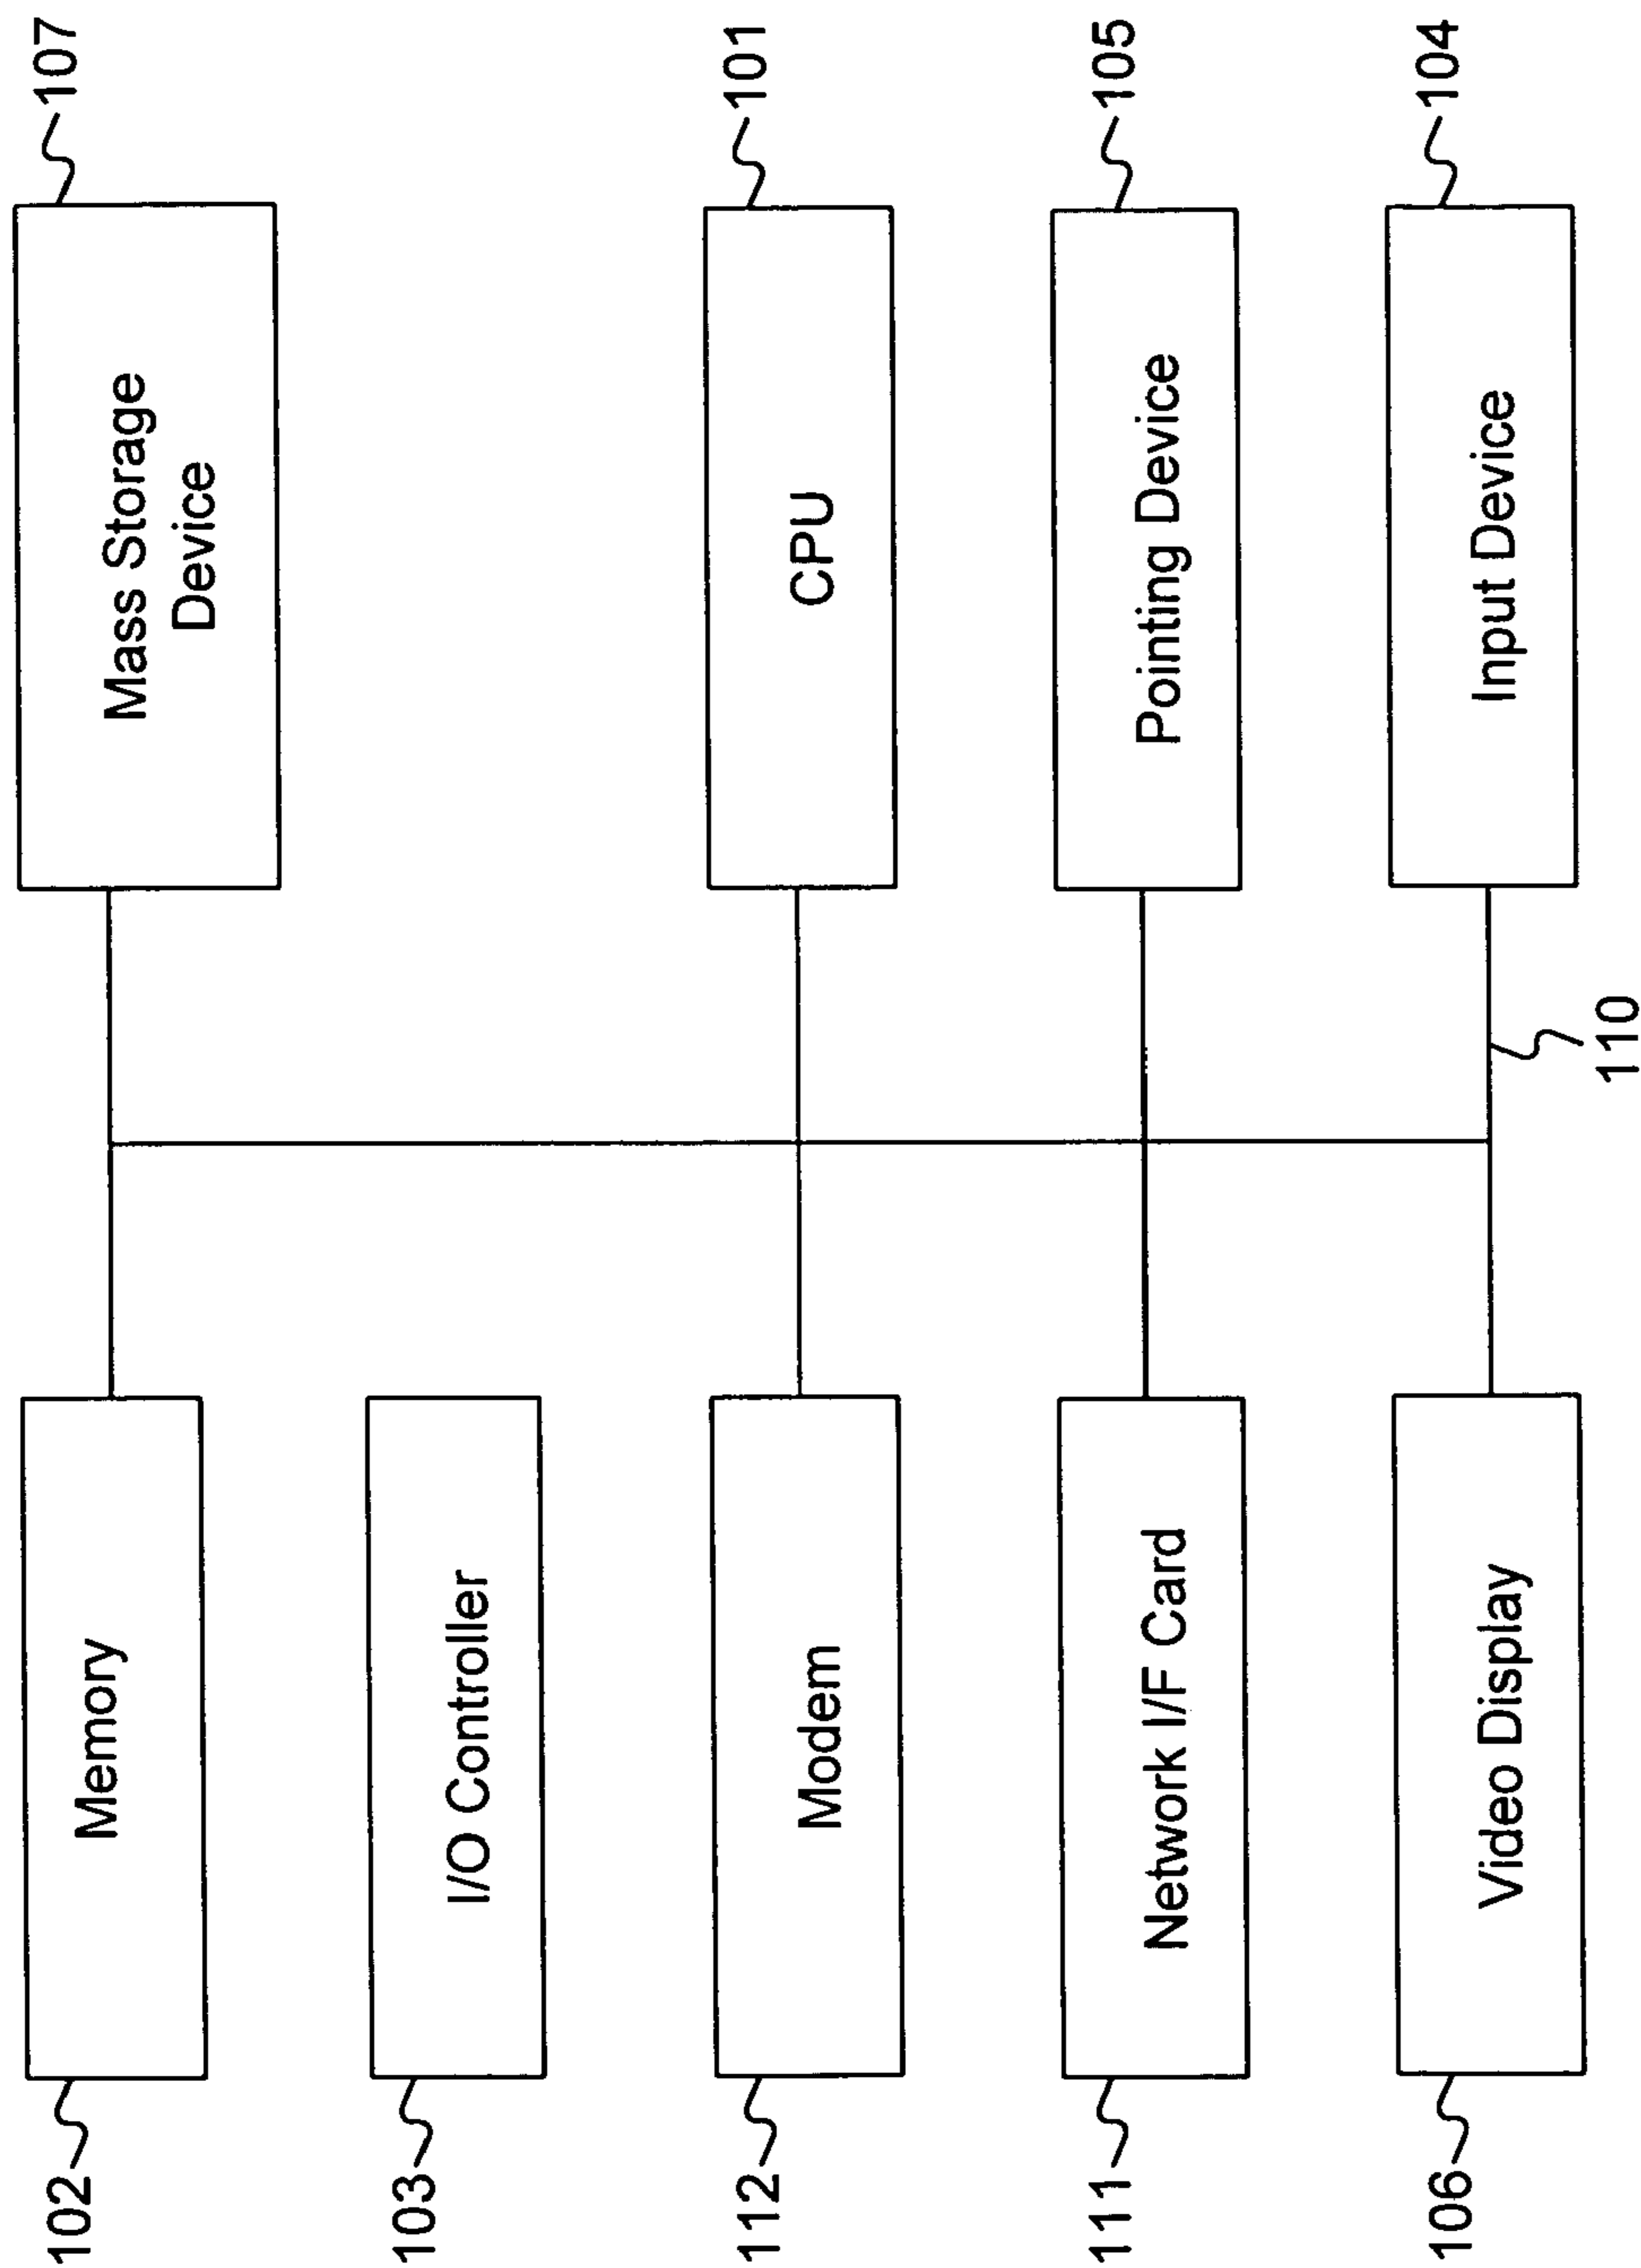 102
Memory
Mass Storage
Device
107
103
I/O Controller
112
Modem
CPU
101
111
Network I/F Card
Pointing Device
105
106
Video Display
Input Device
104
110